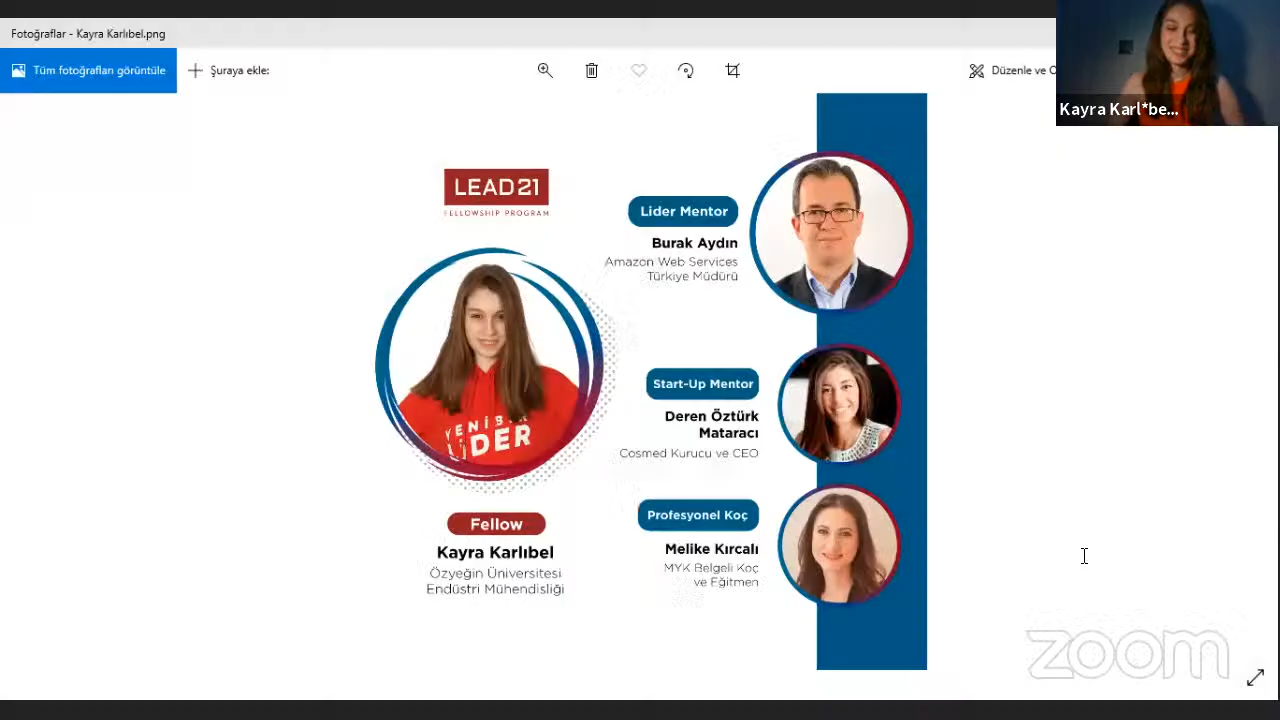 Fotoğraflar - Kayra Karlıbel.png
Tüm fotoğrafları görüntüle
Şuraya ekle:
Düzenle ve O
Kayra Karl*be...
LEAD21
FELLOWSHIP PROGRAM
Lider Mentor
Burak Aydın
Amazon Web Services
Türkiye Müdürü
Start-Up Mentor
Deren Öztürk
Mataracı
Cosmed Kurucu ve CEO
YENİ BİR
LİDER
Fellow
Kayra Karlıbel
Özyeğin Üniversitesi
Endüstri Mühendisliği
Profesyonel Koç
Melike Kırcalı
MYK Belgeli Koç
ve Eğitmen
zoom